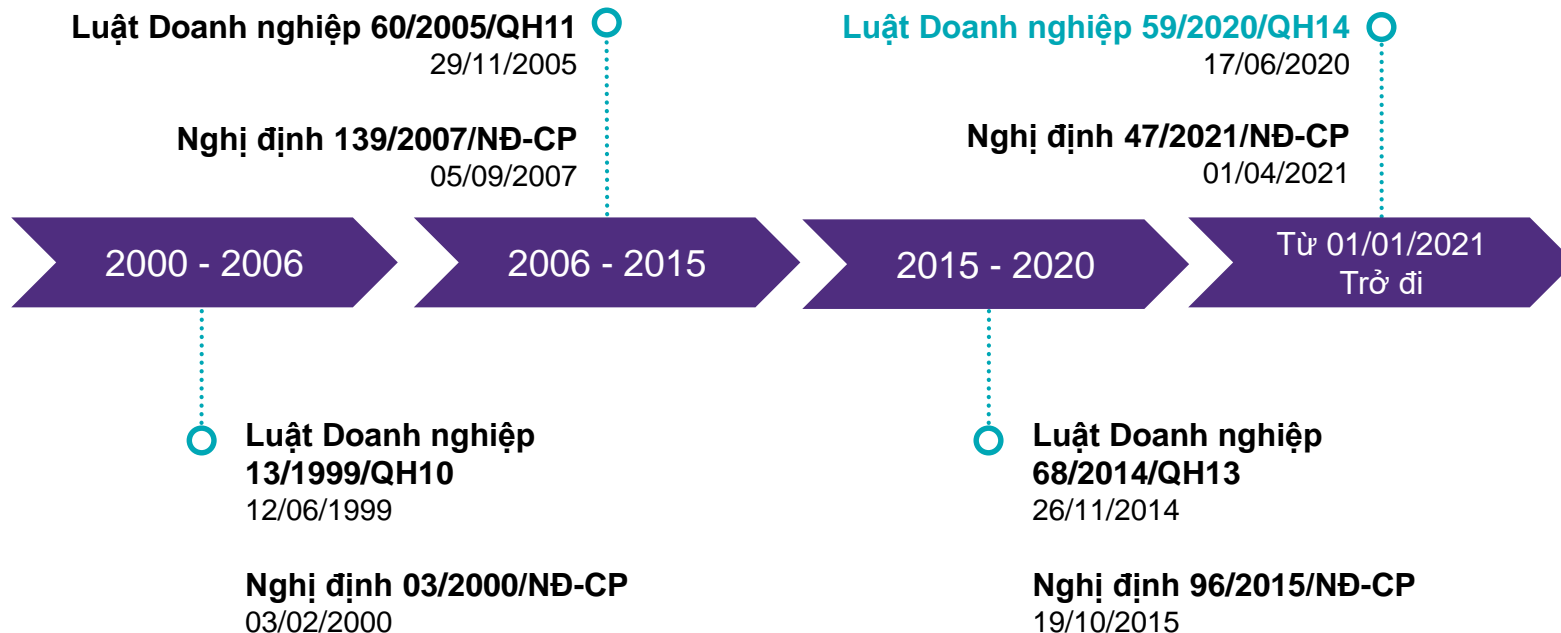 Luật Doanh nghiệp 60/2005/QH11
29/11/2005
Nghị định 139/2007/NĐ-CP
05/09/2007
Luật Doanh nghiệp 59/2020/QH14
17/06/2020
Nghị định 47/2021/NĐ-CP
01/04/2021
2000 - 2006
2006 - 2015
2015 - 2020
Từ 01/01/2021
Trở đi
Luật Doanh nghiệp
13/1999/QH10
12/06/1999
Nghị định 03/2000/NĐ-CP
03/02/2000
Luật Doanh nghiệp
68/2014/QH13
26/11/2014
Nghị định 96/2015/NĐ-CP
19/10/2015